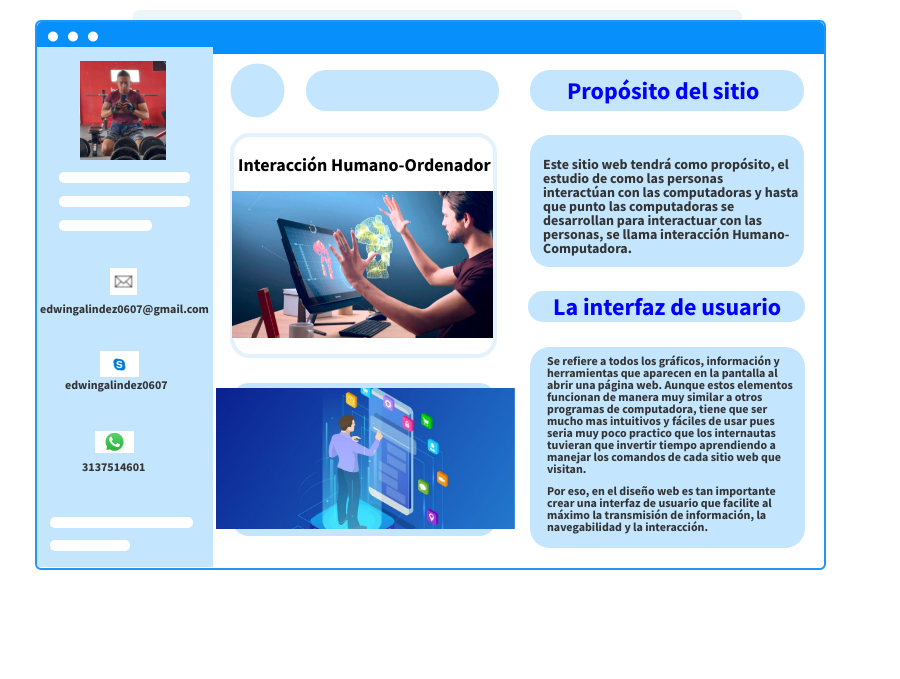 edwingalindez0607@gmail.com
edwingalindez0607
3137514601
Interacción Humano-Ordenador
Propósito del sitio
Este sitio web tendrá como propósito, el
estudio de como las personas
interactúan con las computadoras y hasta
que punto las computadoras se
desarrollan para interactuar con las
personas, se llama interacción Humano-
Computadora.
La interfaz de usuario
Se refiere a todos los gráficos, información y
herramientas que aparecen en la pantalla al
abrir una página web. Aunque estos elementos
funcionan de manera muy similar a otros
programas de computadora, tiene que ser
mucho mas intuitivos y fáciles de usar pues
seria muy poco practico que los internautas
tuvieran que invertir tiempo aprendiendo a
manejar los comandos de cada sitio web que
visitan.
Por eso, en el diseño web es tan importante
crear una interfaz de usuario que facilite al
máximo la transmisión de información, la
navegabilidad y la interacción.